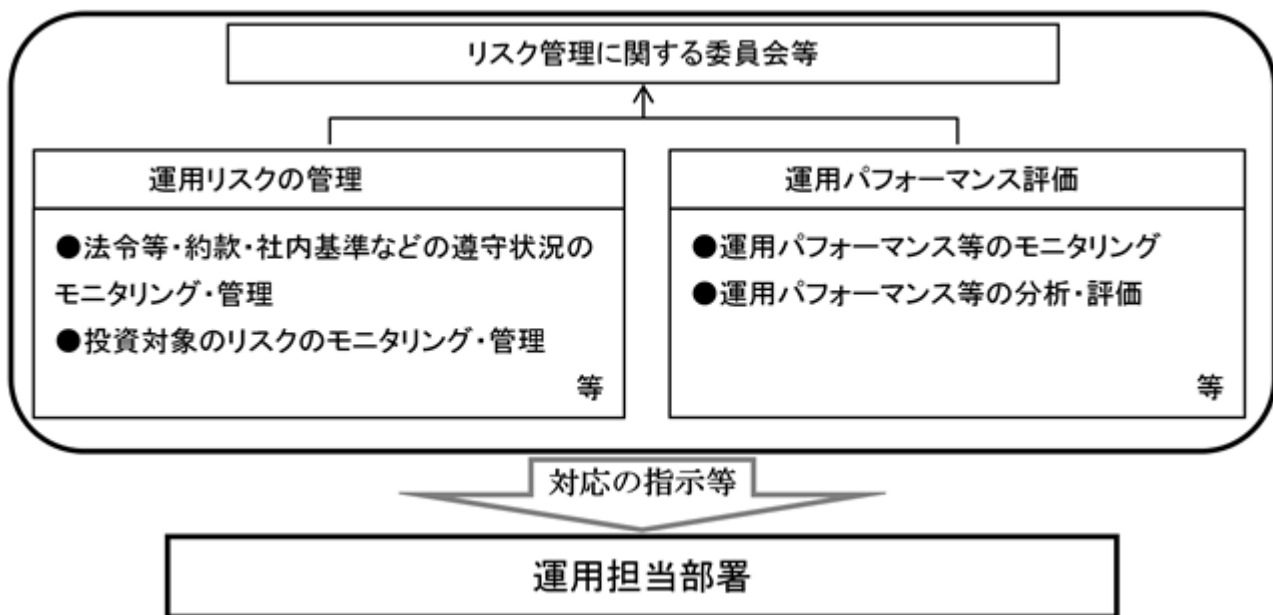 リスク管理に関する委員会等
運用リスクの管理
●法令等・約款・社内基準などの遵守状況の
モニタリング・管理
●投資対象のリスクのモニタリング・管理
等
運用パフォーマンス評価
●運用パフォーマンス等のモニタリング
●運用パフォーマンス等の分析・評価
等
対応の指示等
運用担当部署